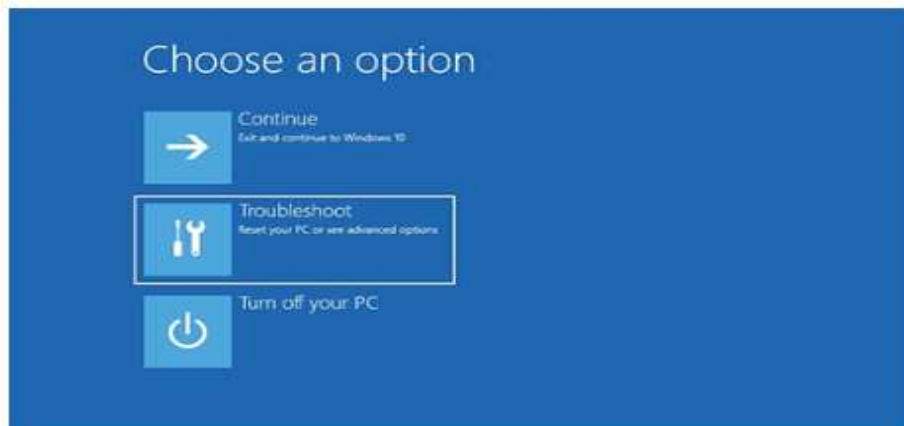 Choose an option
Continue
Exit and continue to Windows 10
Troubleshoot
Reset your PC or see advanced options
Turn off your PC